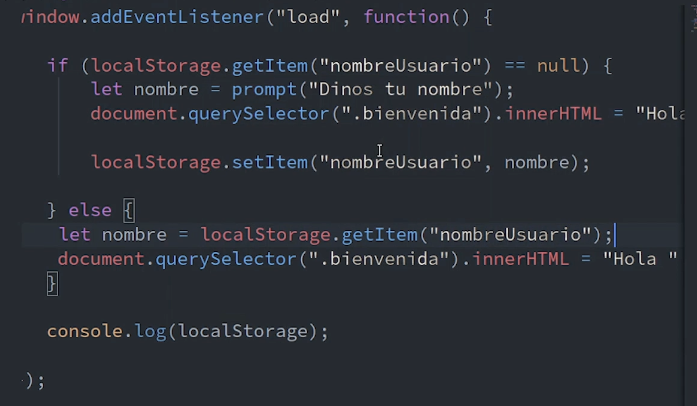 window.addEventListener("load", function() {
if (localStorage.getItem("nombreUsuario") == null) {
let nombre = prompt("Dinos tu nombre");
document.querySelector(".bienvenida").innerHTML = "Hola
localStorage.setItem("nombreUsuario", nombre);
} else {
let nombre = localStorage.getItem("nombreUsuario");
document.querySelector(".bienvenida").innerHTML = "Hola "
}
console.log(localStorage);
});